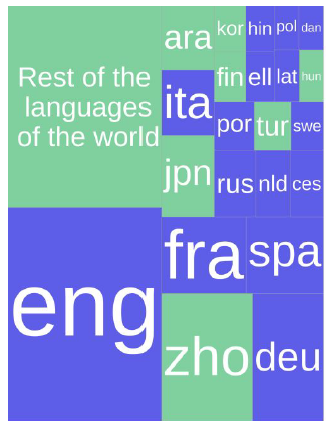 Rest of the
languages
of the world
ara
kor
hin
pol
dan
ita
fin
ell
lat
hun
por
tur
swe
jpn
rus
nld
ces
eng
fra
spa
zho
deu